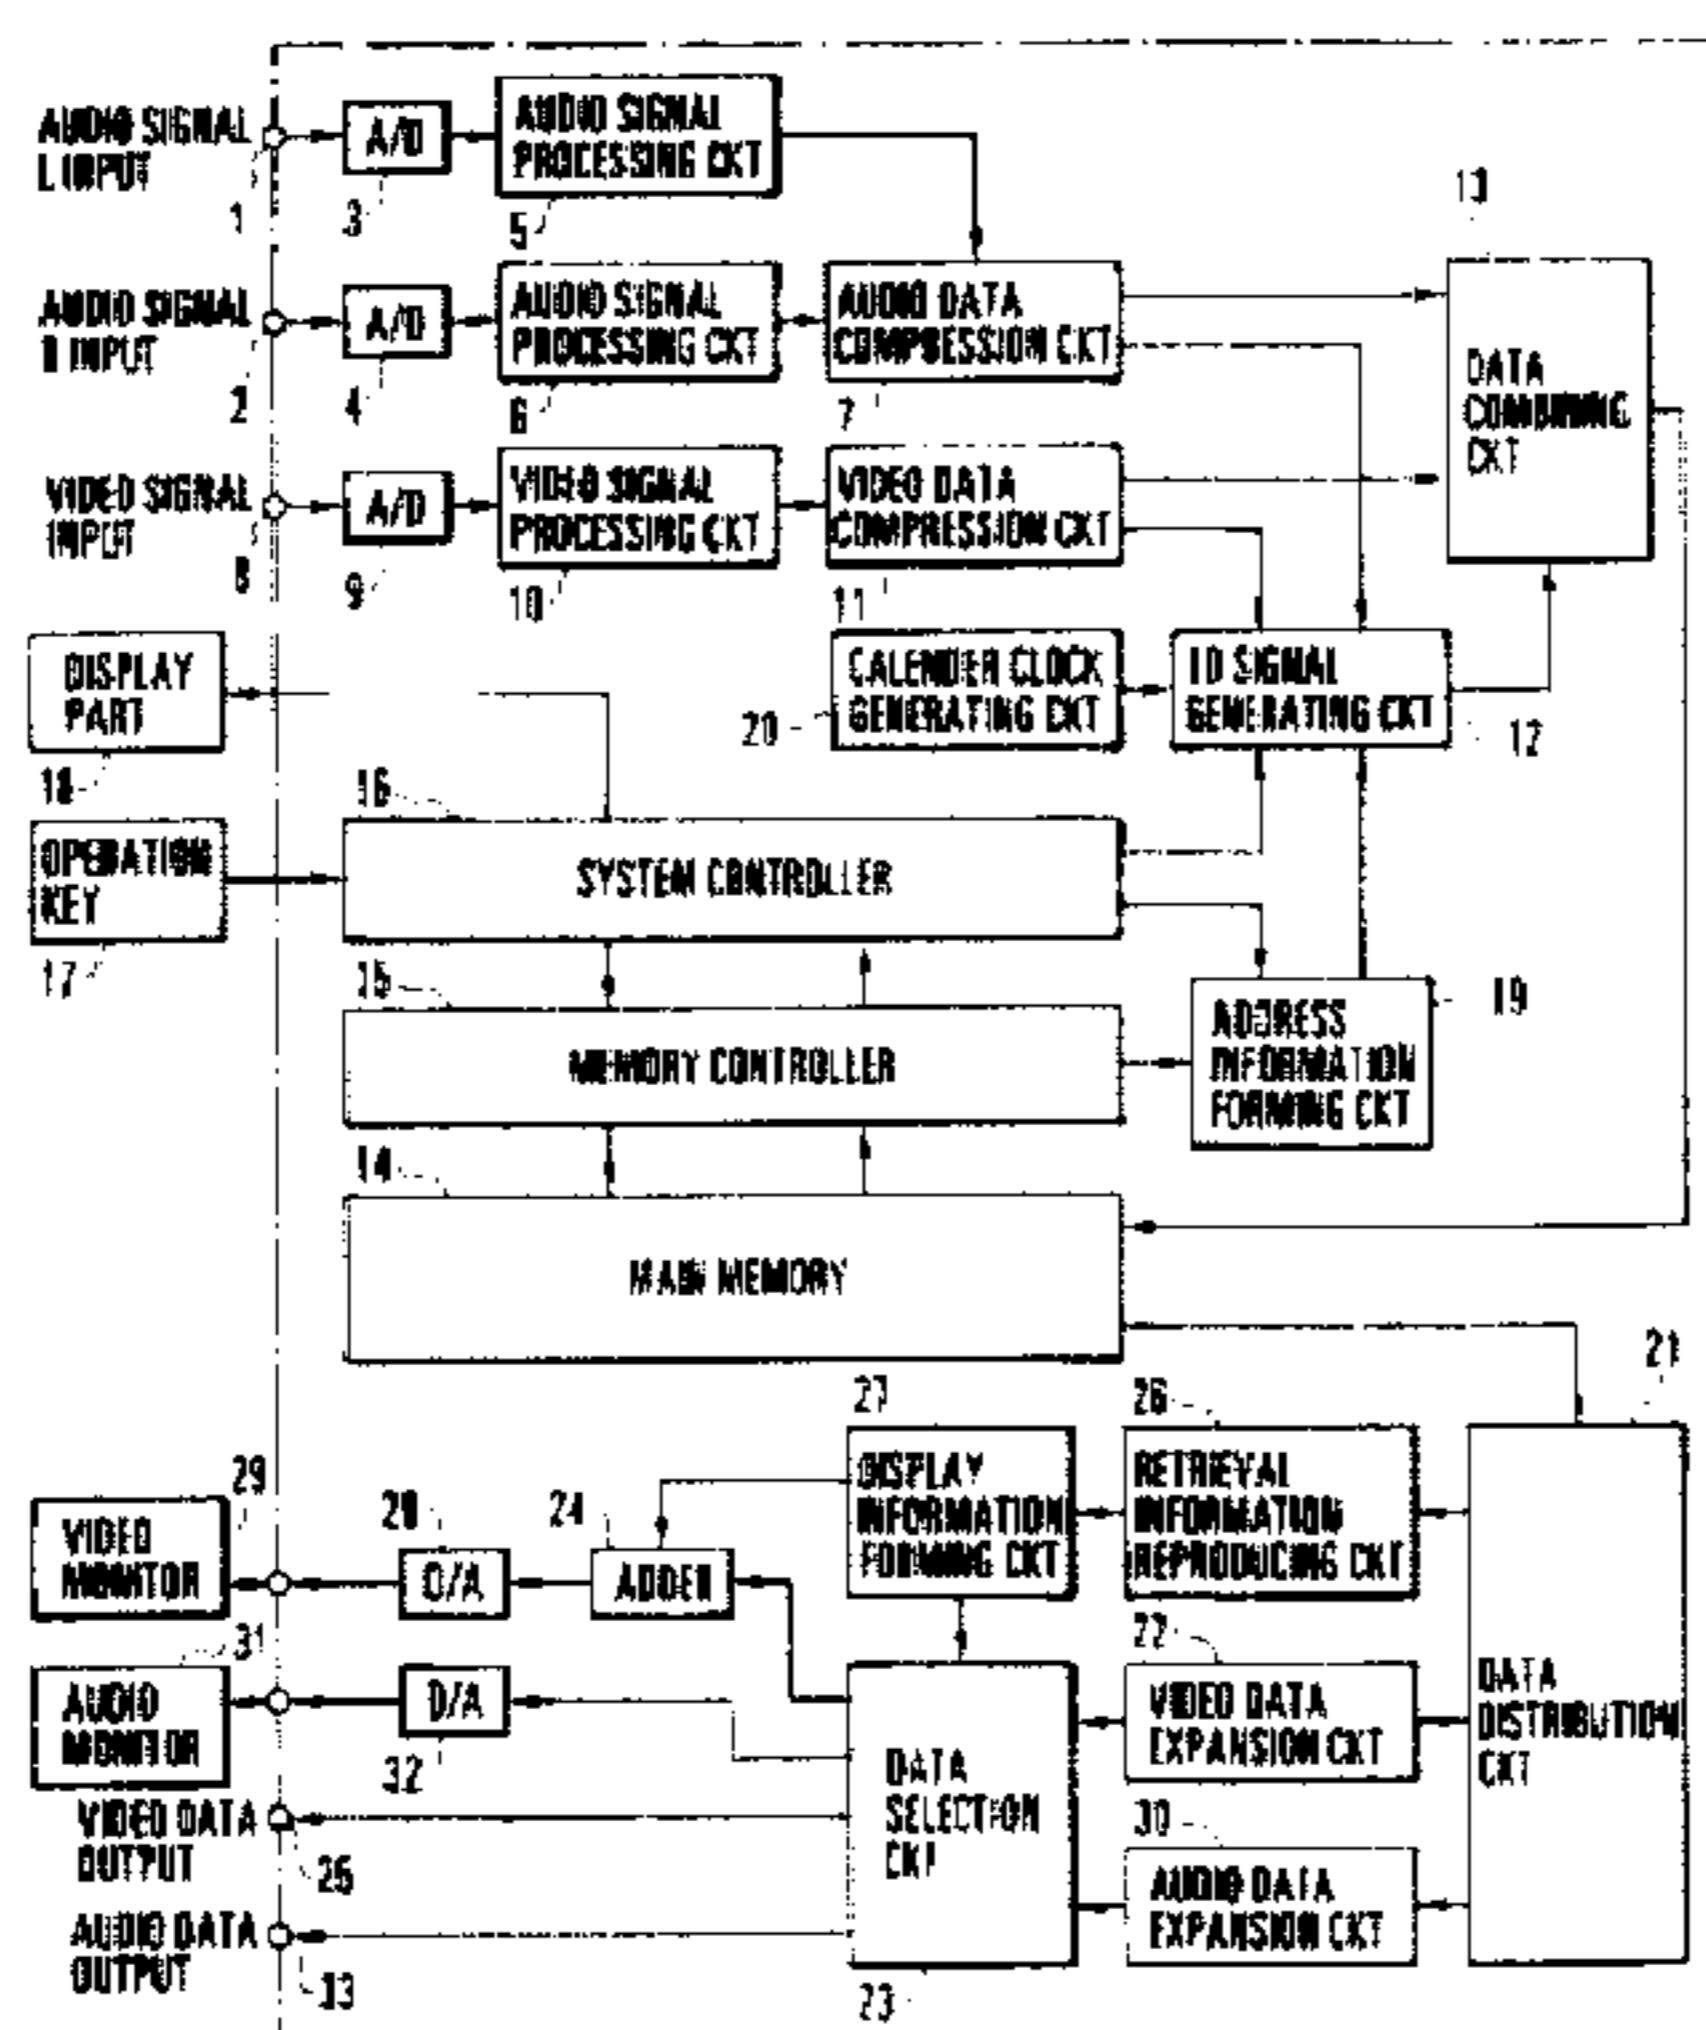 AUDIO SIGNAL
L INPUT
1
A/D
3
AUDIO SIGNAL
PROCESSING CKT
5
13
AUDIO SIGNAL
R INPUT
2
A/D
4
AUDIO SIGNAL
PROCESSING CKT
6
AUDIO DATA
COMPRESSION CKT
7
DATA
COMBINING
CKT
VIDEO SIGNAL
INPUT
8
A/D
9
VIDEO SIGNAL
PROCESSING CKT
10
VIDEO DATA
COMPRESSION CKT
11
DISPLAY
PART
18
CALENDER CLOCK
GENERATING CKT
20
ID SIGNAL
GENERATING CKT
12
16
OPERATION
KEY
17
SYSTEM CONTROLLER
15
MEMORY CONTROLLER
19
ADDRESS
INFORMATION
FORMING CKT
14
MAIN MEMORY
21
27
26
29
VIDEO
MONITOR
28
D/A
24
ADDER
DISPLAY
INFORMATION
FORMING CKT
RETRIEVAL
INFORMATION
REPRODUCING CKT
31
AUDIO
MONITOR
D/A
32
22
VIDEO DATA
EXPANSION CKT
DATA
DISTRIBUTION
CKT
DATA
SELECTION
CKT
VIDEO DATA
OUTPUT
25
30
AUDIO DATA
EXPANSION CKT
AUDIO DATA
OUTPUT
33
23